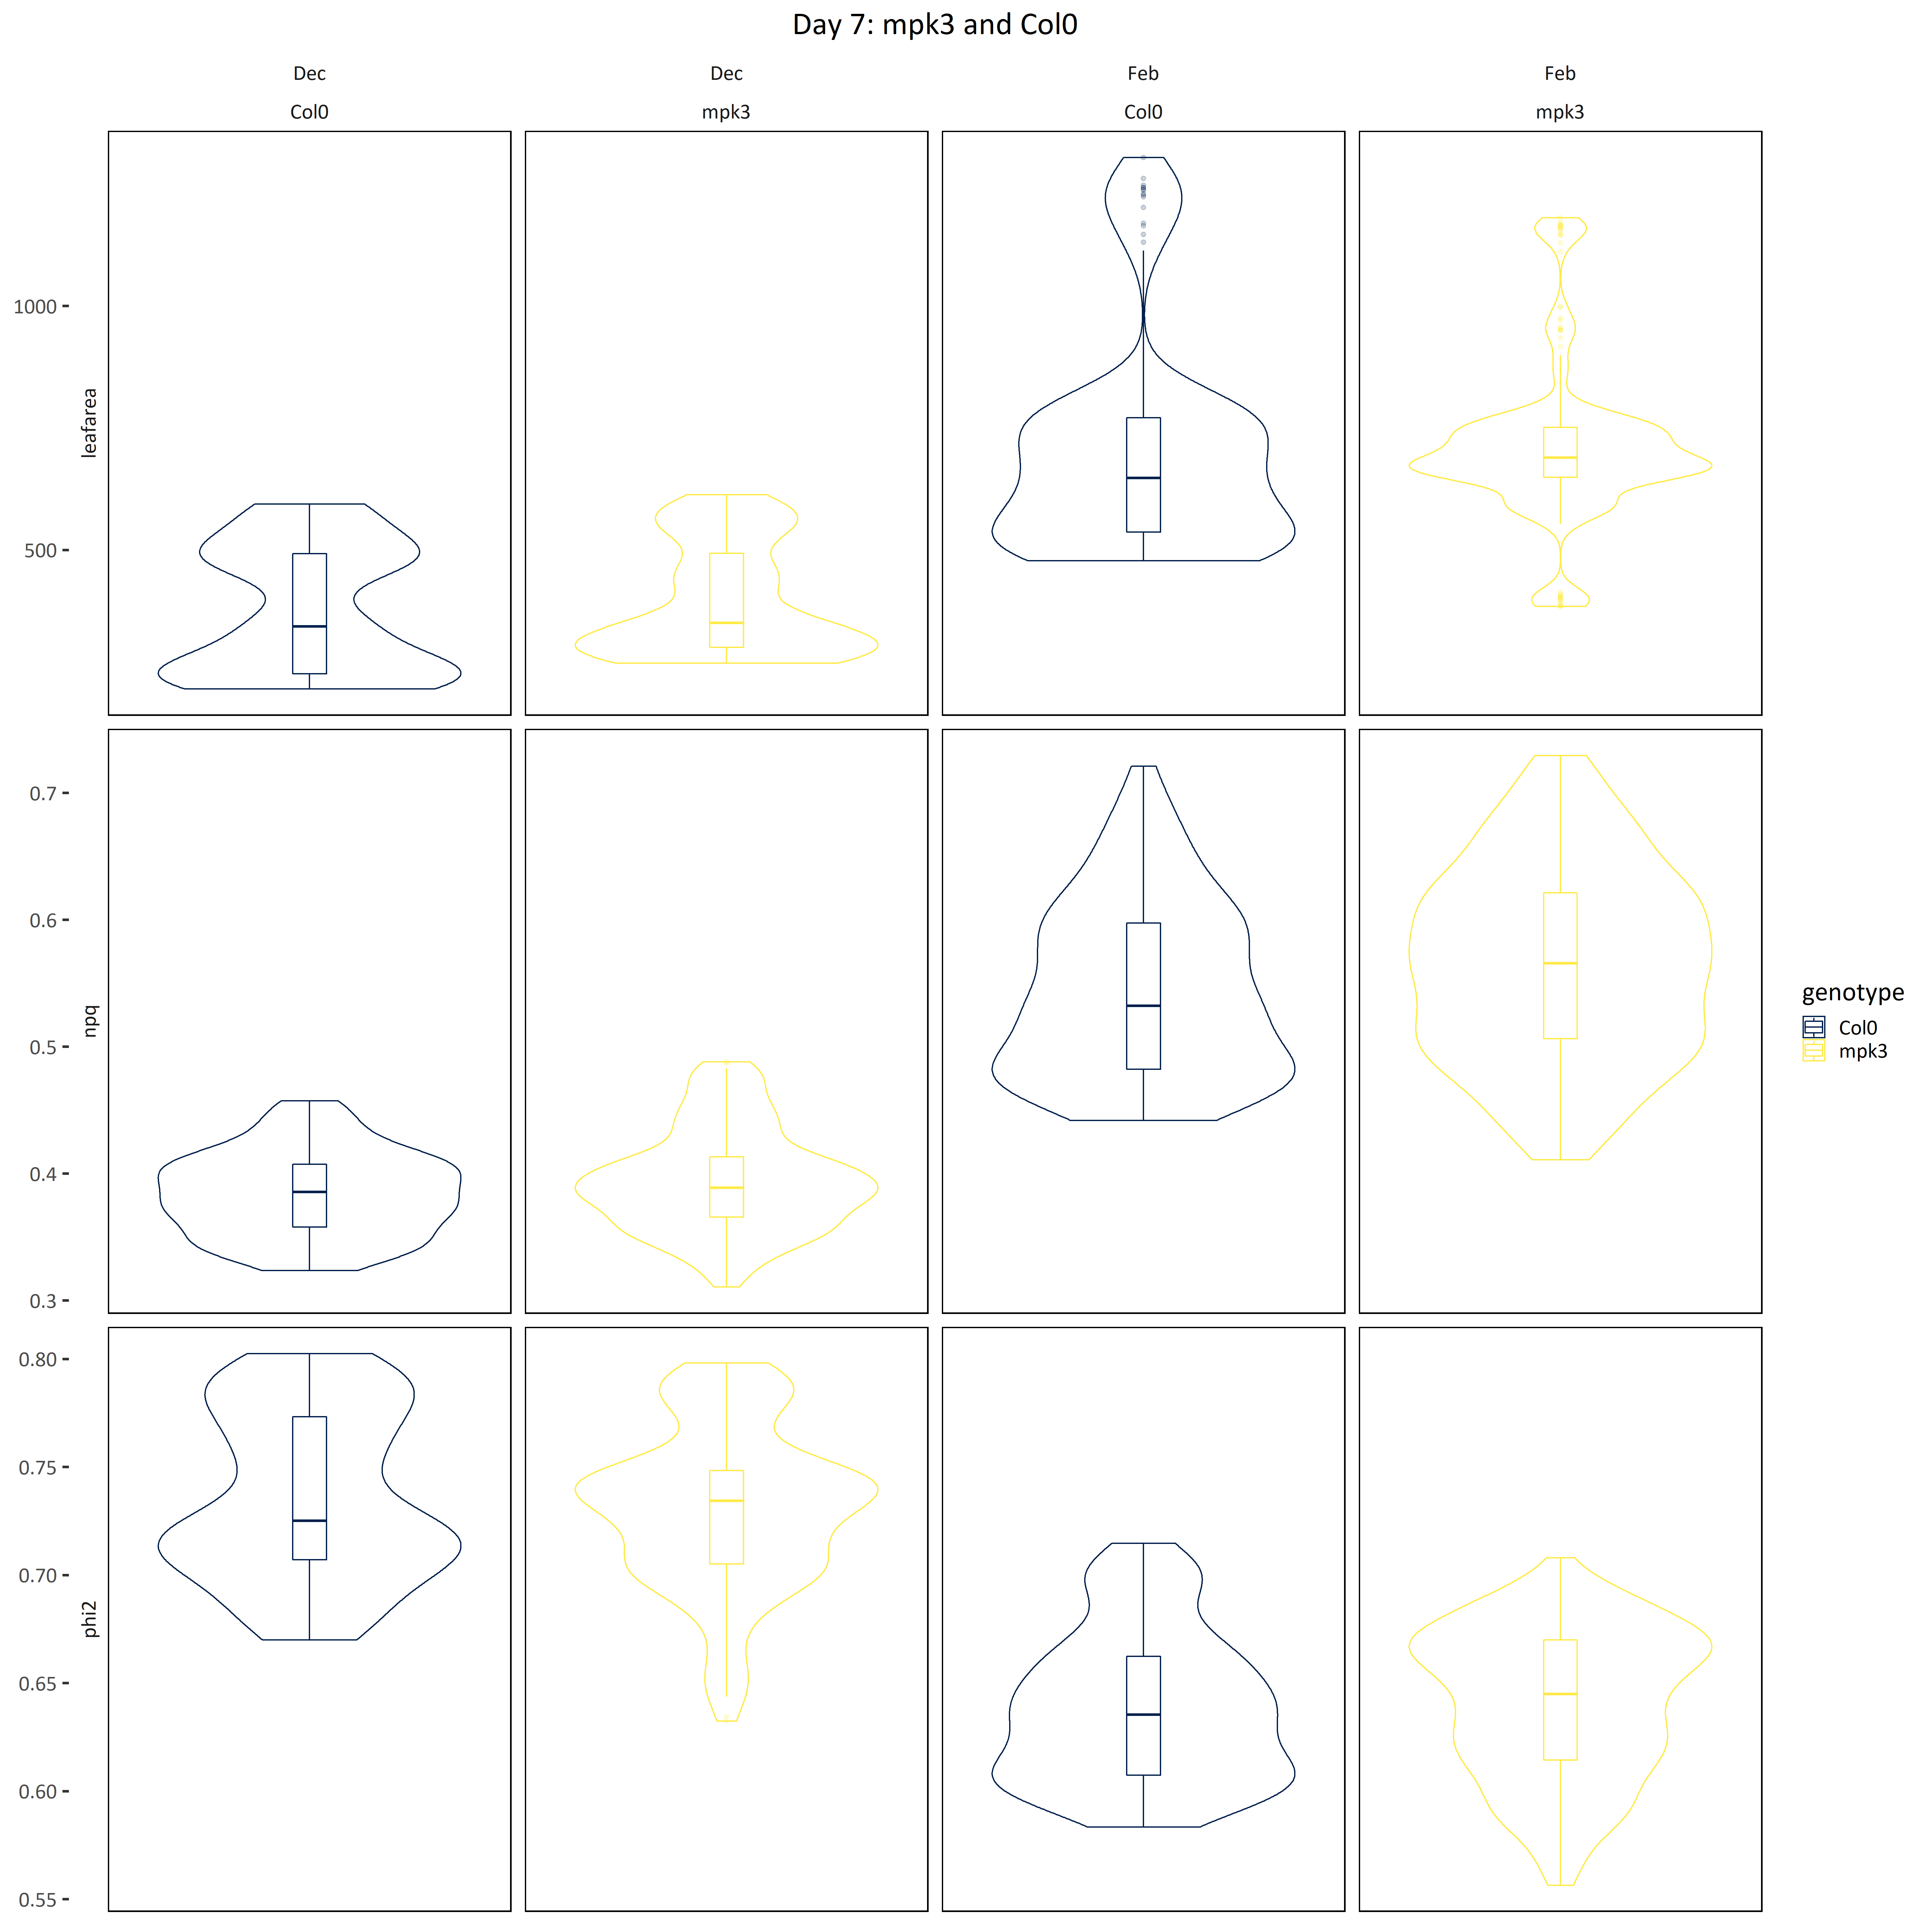 Day 7: mpk3 and Col0
Dec
Dec
Feb
Feb
Col0
mpk3
Col0
mpk3
leafarea
1000
500
npq
0.7
0.6
0.5
0.4
0.3
phi2
0.80
0.75
0.70
0.65
0.60
0.55
genotype
Col0
mpk3